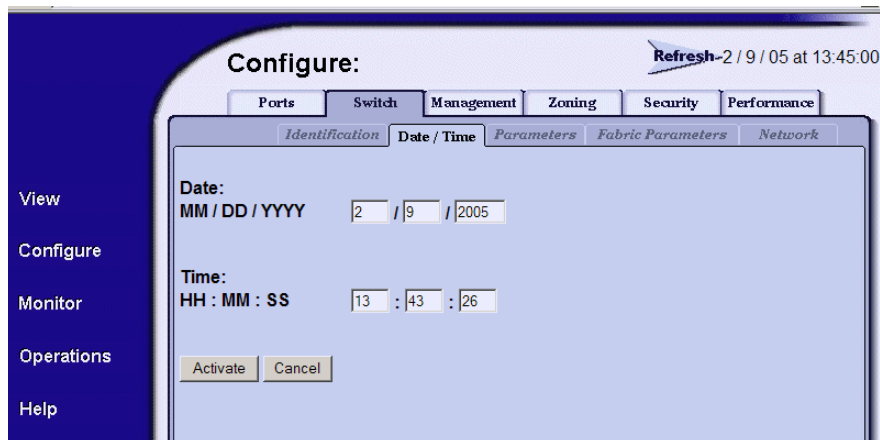 Configure:
Refresh-2 / 9 / 05 at 13:45:00
Ports Switch Management Zoning Security Performance
Identification Date / Time Parameters Fabric Parameters Network
View
Configure
Monitor
Operations
Help
Date:
MM / DD / YYYY 2 / 9 / 2005
Time:
HH : MM : SS 13 : 43 : 26
Activate Cancel